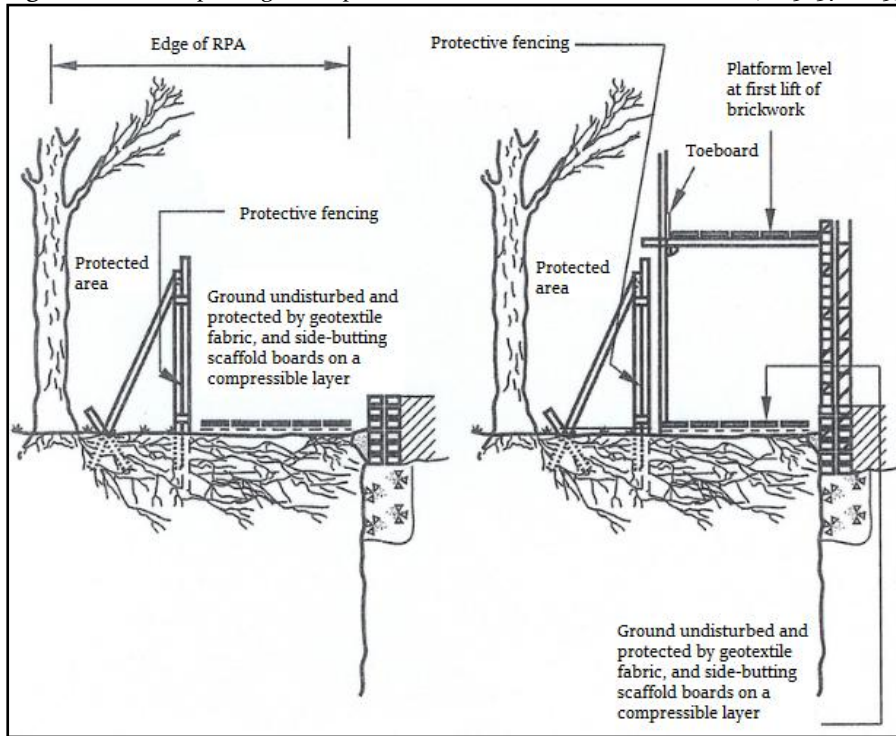 Edge of RPA
Protective fencing
Protected
area
Ground undisturbed and
protected by geotextile
fabric, and side-butting
scaffold boards on a
compressible layer
Protective fencing
Platform level
at first lift of
brickwork
Toeboard
Protected
area
Ground undisturbed and
protected by geotextile
fabric, and side-butting
scaffold boards on a
compressible layer